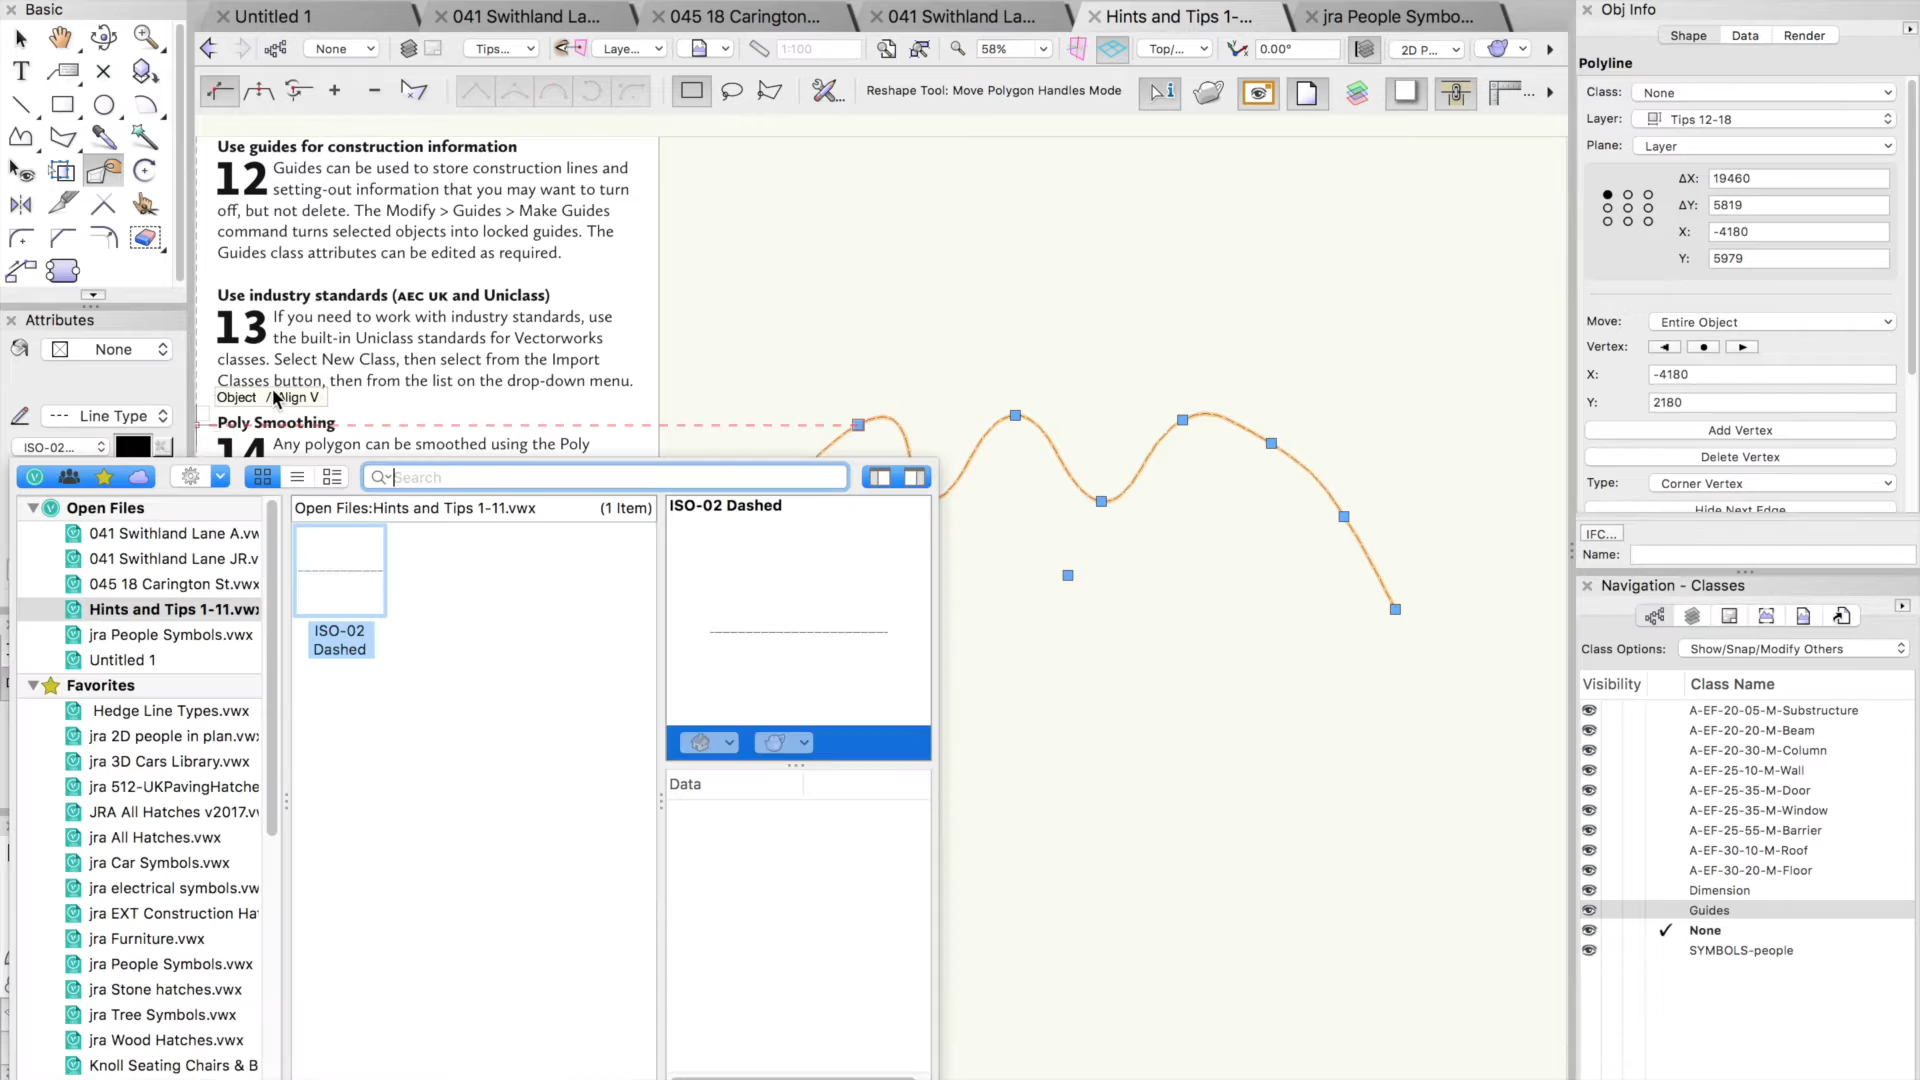 Basic
Untitled 1
041 Swithland La...
045 18 Carington...
041 Swithland La...
Hints and Tips 1-...
jra People Symbo...
Obj Info
None
Tips...
Laye...
1:100
58%
Top/...
0.00°
2D P...
Shape
Data
Render
Reshape Tool: Move Polygon Handles Mode
Polyline
Class:
None
Layer:
Tips 12-18
Plane:
Layer
ΔX:
19460
ΔY:
5819
X:
-4180
Y:
5979
Move:
Entire Object
Vertex:
X:
-4180
Y:
2180
Add Vertex
Delete Vertex
Type:
Corner Vertex
Hide Next Edge
IFC...
Name:
Use guides for construction information
12 Guides can be used to store construction lines and
setting-out information that you may want to turn
off, but not delete. The Modify > Guides > Make Guides
command turns selected objects into locked guides. The
Guides class attributes can be edited as required.
Use industry standards (AEC UK and Uniclass)
13 If you need to work with industry standards, use
the built-in Uniclass standards for Vectorworks
classes. Select New Class, then select from the Import
Classes button, then from the list on the drop-down menu.
Object / Align V
Poly Smoothing
14 Any polygon can be smoothed using the Poly
Attributes
None
Line Type
ISO-02...
Search
Open Files
041 Swithland Lane A.vw
041 Swithland Lane JR.v
045 18 Carington St.vwx
Hints and Tips 1-11.vwx
jra People Symbols.vwx
Untitled 1
Favorites
Hedge Line Types.vwx
jra 2D people in plan.vwx
jra 3D Cars Library.vwx
jra 512-UKPavingHatche
JRA All Hatches v2017.v
jra All Hatches.vwx
jra Car Symbols.vwx
jra electrical symbols.vw
jra EXT Construction Ha
jra Furniture.vwx
jra People Symbols.vwx
jra Stone hatches.vwx
jra Tree Symbols.vwx
jra Wood Hatches.vwx
Knoll Seating Chairs & B
Open Files:Hints and Tips 1-11.vwx
(1 Item)
ISO-02
Dashed
ISO-02 Dashed
Data
Navigation - Classes
Class Options:
Show/Snap/Modify Others
Visibility
Class Name
A-EF-20-05-M-Substructure
A-EF-20-20-M-Beam
A-EF-20-30-M-Column
A-EF-25-10-M-Wall
A-EF-25-35-M-Door
A-EF-25-35-M-Window
A-EF-25-55-M-Barrier
A-EF-30-10-M-Roof
A-EF-30-20-M-Floor
Dimension
Guides
None
SYMBOLS-people